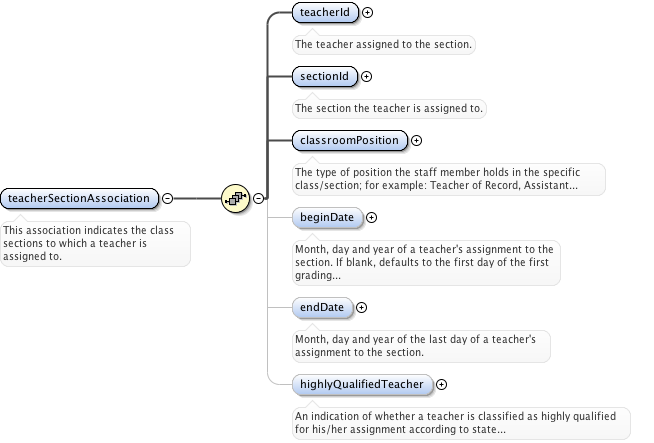 teacherId
The teacher assigned to the section.
sectionId
The section the teacher is assigned to.
classroomPosition
The type of position the staff member holds in the specific
class/section; for example: Teacher of Record, Assistant...
teacherSectionAssociation
This association indicates the class
sections to which a teacher is
assigned to.
beginDate
Month, day and year of a teacher's assignment to the
section. If blank, defaults to the first day of the first
grading...
endDate
Month, day and year of the last day of a teacher's
assignment to the section.
highlyQualifiedTeacher
An indication of whether a teacher is classified as highly qualified
for his/her assignment according to state...